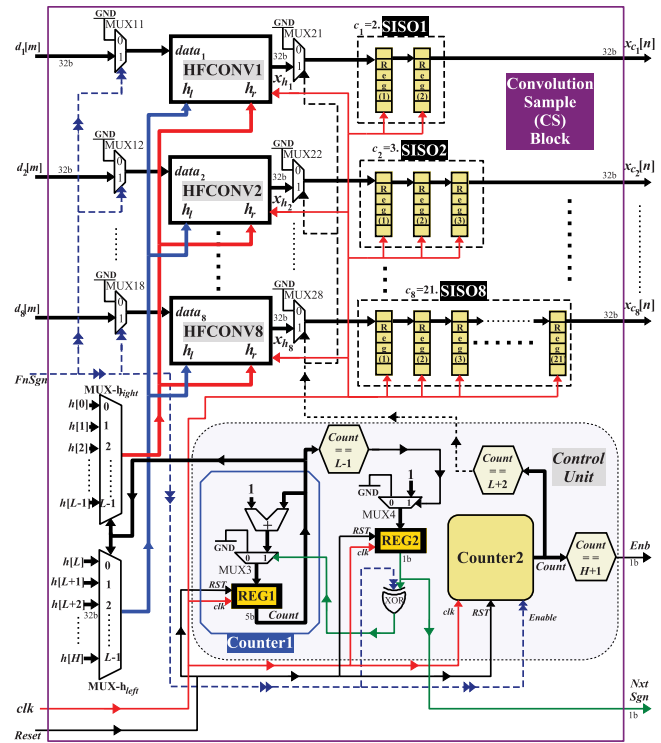 GND
MUX11
GND
MUX21
c1=2. SISO1
d1[m]
32b
0
1
data1
HFCONV1
hl
hr
32b
xh1
0
1
Reg(1)
Reg(2)
32b
xc1[n]
Convolution
Sample
(CS)
Block
GND
MUX12
GND
MUX22
c2=3. SISO2
d2[m]
32b
0
1
data2
HFCONV2
hl
hr
32b
xh2
0
1
Reg(1)
Reg(2)
Reg(3)
32b
xc2[n]
GND
MUX18
GND
MUX28
c8=21. SISO8
d8[m]
32b
0
1
data8
HFCONV8
hl
hr
32b
xh8
0
1
Reg(1)
Reg(2)
Reg(3)
Reg(21)
32b
xc8[n]
FnSgn
MUX-hright
h[0]
0
h[1]
1
h[2]
2
h[L-1]
L-1
Count
==
L-1
Count
==
L+2
Control
Unit
1
GND
0
1
MUX3
RST
REG1
clk
5b
Count
Counter1
GND
1
0
1
MUX4
RST
REG2
clk
1b
XOR
Counter2
Count
clk
RST
Enable
Count
==
H+1
Enb
1b
h[L]
0
h[L+1]
1
h[L+2]
2
32b
h[H]
L-1
MUX-hleft
clk
Reset
Nxt
Sgn
1b